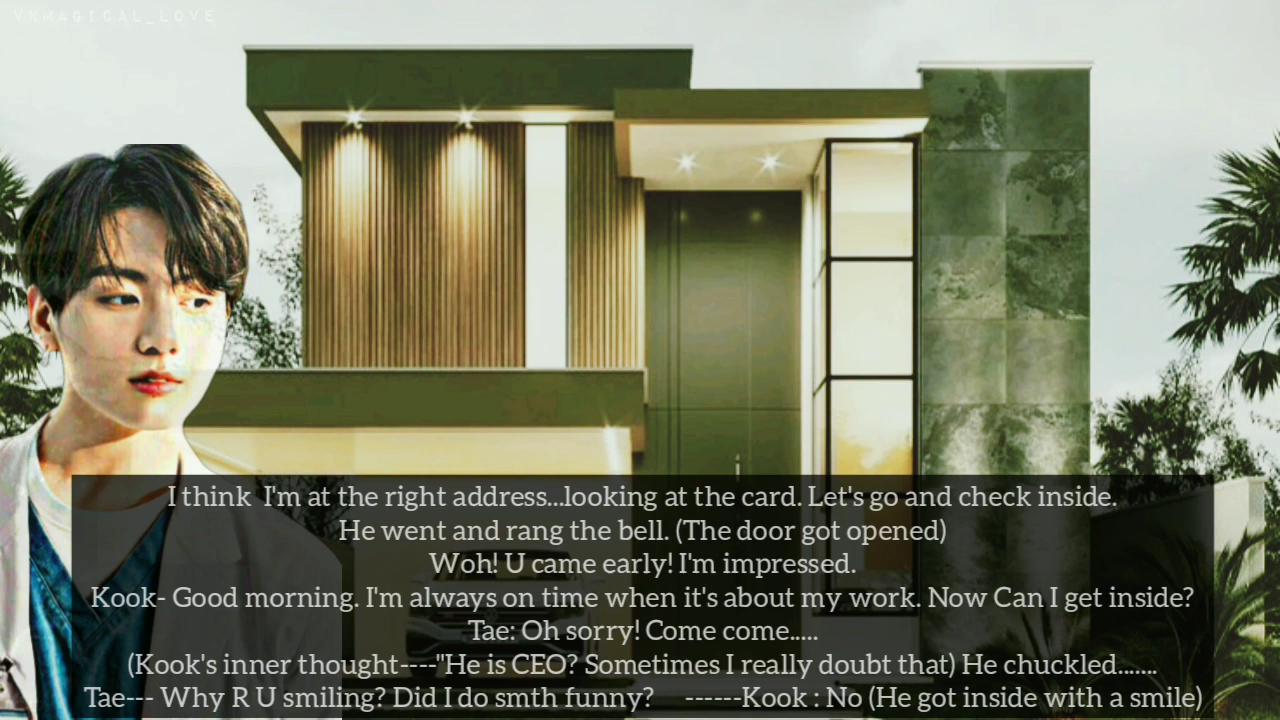 VKMAGICAL_LOVE
I think I'm at the right address...looking at the card. Let's go and check inside.
He went and rang the bell. (The door got opened)
Woh! U came early! I'm impressed.
Kook- Good morning. I'm always on time when it's about my work. Now Can I get inside?
Tae: Oh sorry! Come come.....
(Kook's inner thought----"He is CEO? Sometimes I really doubt that) He chuckled.......
Tae--- Why R U smiling? Did I do smth funny? ------Kook : No (He got inside with a smile)